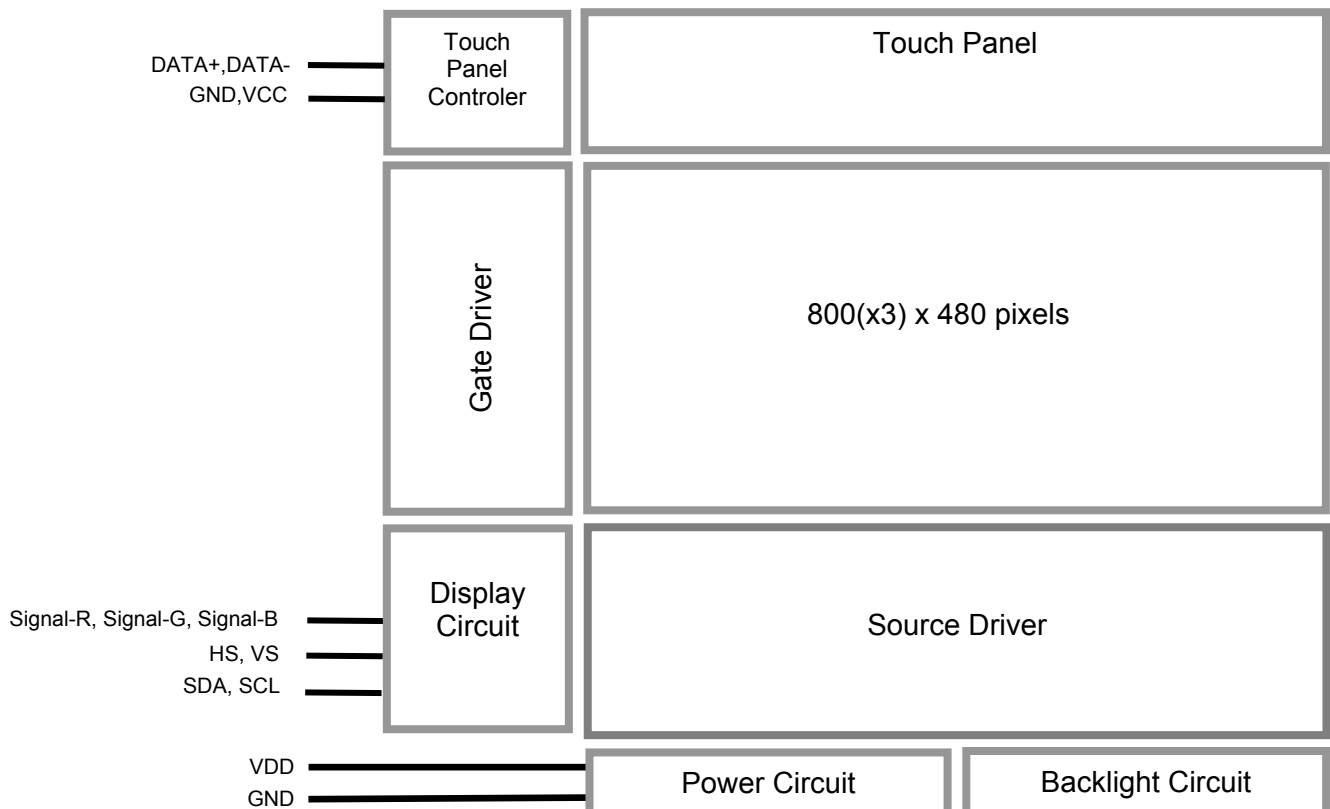 Touch
Panel
Controler
Touch Panel
DATA+,DATA-
GND,VCC
Gate Driver
800(x3) x 480 pixels
Display
Circuit
Signal-R, Signal-G, Signal-B
HS, VS
SDA, SCL
Source Driver
VDD
GND
Power Circuit
Backlight Circuit